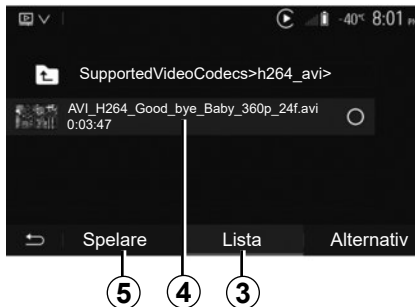 -40°C 8:01
SupportedVideoCodecs>h264_avi>
AVI_H264_Good_bye_Baby_360p_24f.avi
0:03:47
Spelare Lista Alternativ
5 4 3